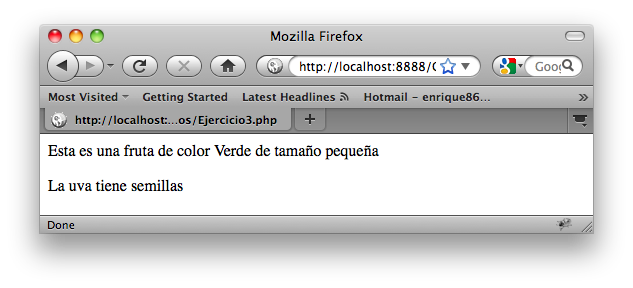 Mozilla Firefox
http://localhost:8888/
Goo
Most Visited Getting Started Latest Headlines Hotmail - enrique86... »
http://localhost:...os/Ejercicio3.php
Esta es una fruta de color Verde de tamaño pequeña
La uva tiene semillas
Done